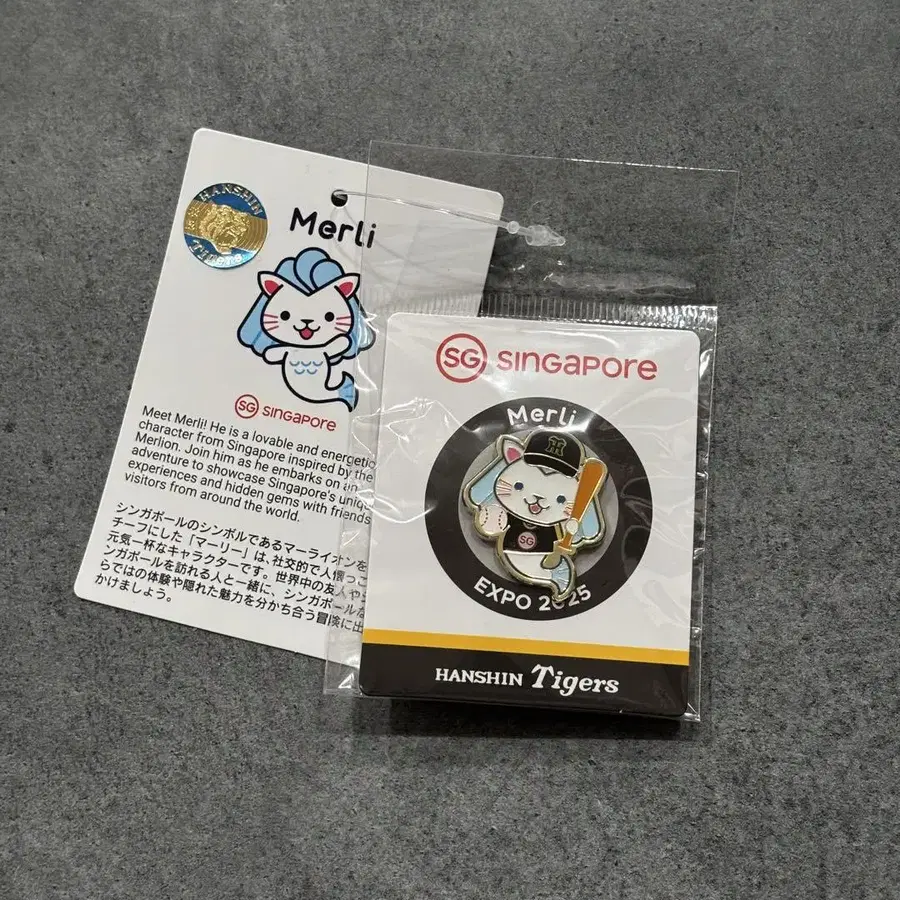 HANSHIN
Tigers
Merli
SG SINGAPORE
Meet Merli! He is a lovable and energetic
character from Singapore inspired by the
Merlion. Join him as he embarks on an
adventure to showcase Singapore's unique
experiences and hidden gems with friends
visitors from around the world.
シンガポールのシンボルであるマーライオンを
チーフにした「マーリー」は、社交的で人懐っこ
元気一杯なキャラクターです。世界中の友人やシ
ンガポールを訪れる人と一緒に、シンガポールな
らではの体験や隠れた魅力を分かち合う冒険に出
かけましょう。
SG SINGAPORE
Merli
SG
EXPO 2025
HANSHIN Tigers